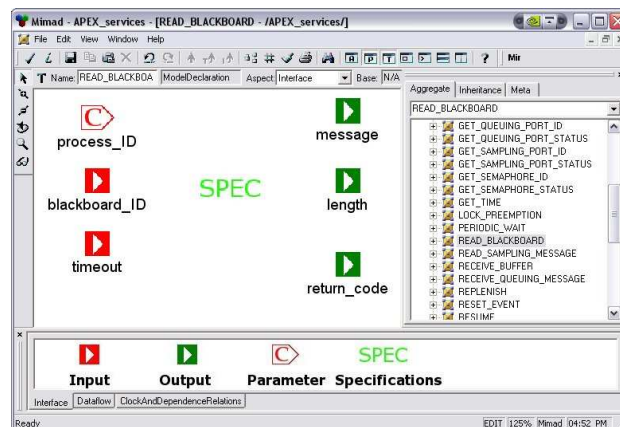 Mimad - APEX_services - [READ_BLACKBOARD - /APEX_services/]
File Edit View Window Help
Mir
Name: READ_BLACKBOA ModelDeclaration Aspect: Interface Base: N/A
process_ID
message
blackboard_ID
SPEC
length
timeout
return_code
Aggregate Inheritance Meta
READ_BLACKBOARD
GET_QUEUING_PORT_ID
GET_QUEUING_PORT_STATUS
GET_SAMPLING_PORT_ID
GET_SAMPLING_PORT_STATUS
GET_SEMAPHORE_ID
GET_SEMAPHORE_STATUS
GET_TIME
LOCK_PREEMPTION
PERIODIC_WAIT
READ_BLACKBOARD
READ_SAMPLING_MESSAGE
RECEIVE_BUFFER
RECEIVE_QUEUING_MESSAGE
REPLENISH
RESET_EVENT
RESUME
C SPEC
Input Output Parameter Specifications
Interface Dataflow ClockAndDependenceRelations
Ready EDIT 125% Mimad 04:52 PM